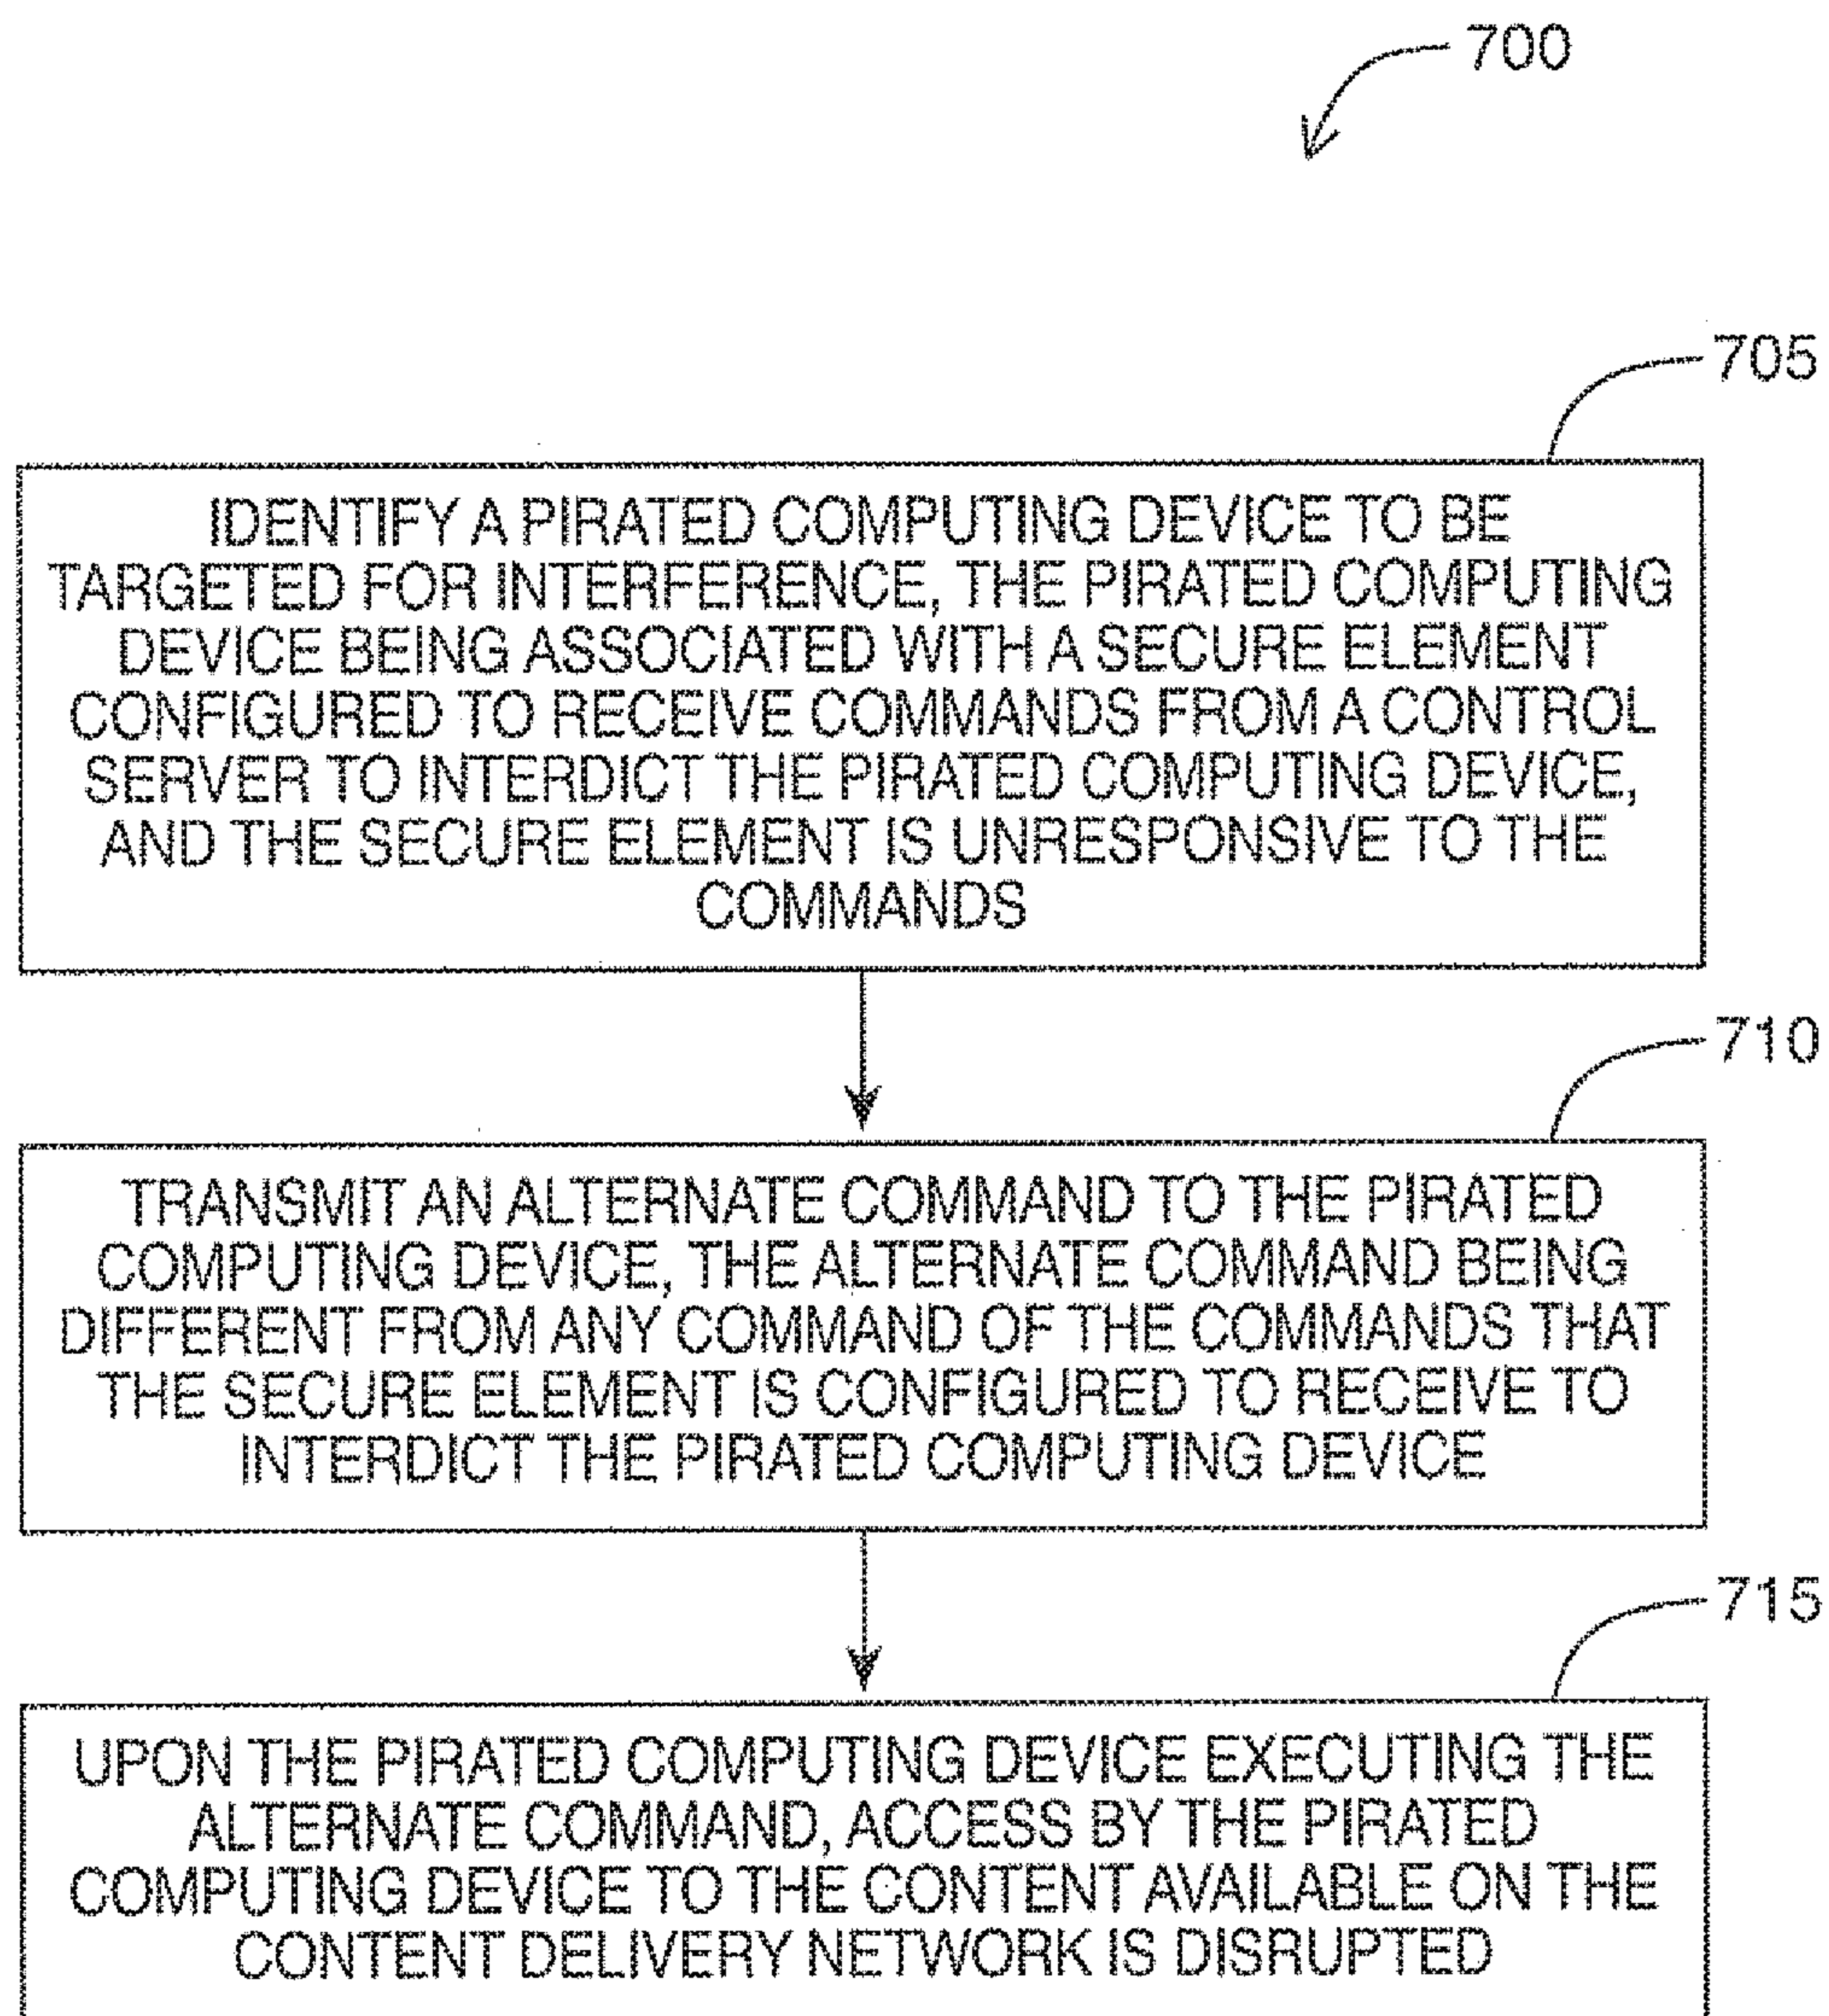 700
705
IDENTIFY A PIRATED COMPUTING DEVICE TO BE
TARGETED FOR INTERFERENCE, THE PIRATED COMPUTING
DEVICE BEING ASSOCIATED WITH A SECURE ELEMENT
CONFIGURED TO RECEIVE COMMANDS FROM A CONTROL
SERVER TO INTERDICT THE PIRATED COMPUTING DEVICE,
AND THE SECURE ELEMENT IS UNRESPONSIVE TO THE
COMMANDS
710
TRANSMIT AN ALTERNATE COMMAND TO THE PIRATED
COMPUTING DEVICE, THE ALTERNATE COMMAND BEING
DIFFERENT FROM ANY COMMAND OF THE COMMANDS THAT
THE SECURE ELEMENT IS CONFIGURED TO RECEIVE TO
INTERDICT THE PIRATED COMPUTING DEVICE
715
UPON THE PIRATED COMPUTING DEVICE EXECUTING THE
ALTERNATE COMMAND, ACCESS BY THE PIRATED
COMPUTING DEVICE TO THE CONTENT AVAILABLE ON THE
CONTENT DELIVERY NETWORK IS DISRUPTED